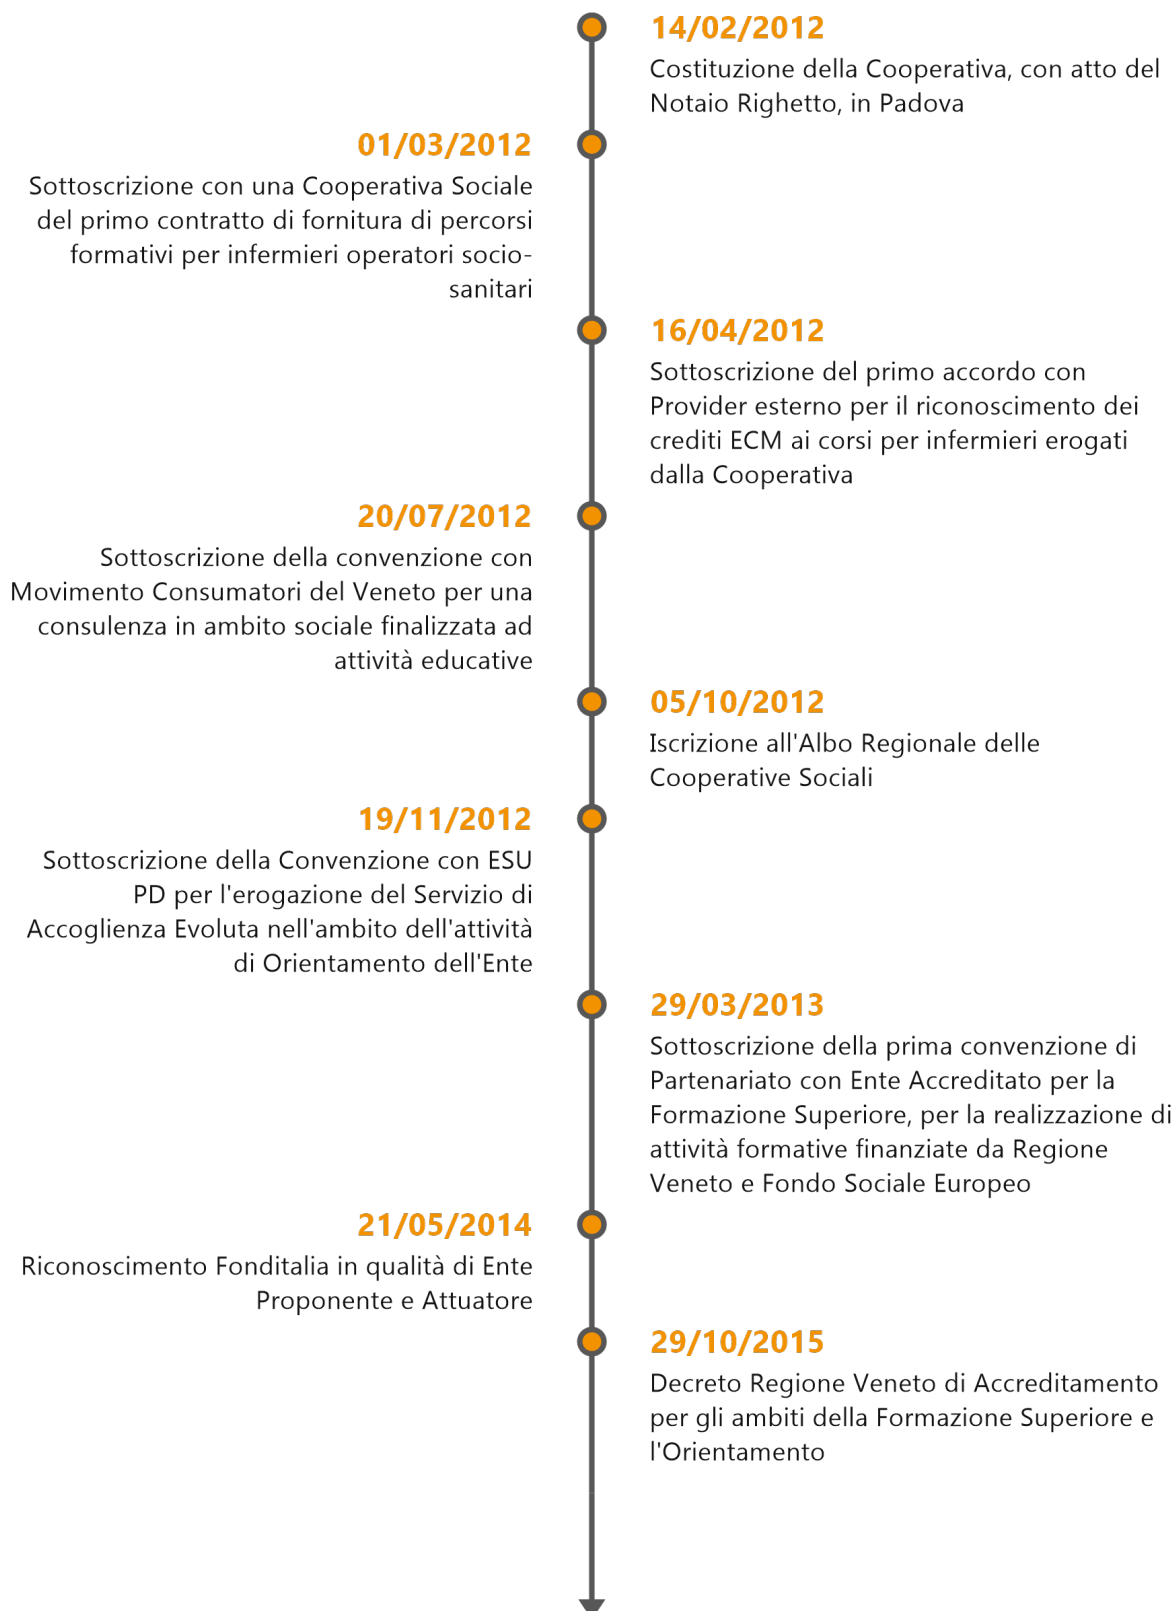 14/02/2012
Costituzione della Cooperativa, con atto del
Notaio Righetto, in Padova
01/03/2012
Sottoscrizione con una Cooperativa Sociale
del primo contratto di fornitura di percorsi
formativi per infermieri operatori socio-
sanitari
16/04/2012
Sottoscrizione del primo accordo con
Provider esterno per il riconoscimento dei
crediti ECM ai corsi per infermieri erogati
dalla Cooperativa
20/07/2012
Sottoscrizione della convenzione con
Movimento Consumatori del Veneto per una
consulenza in ambito sociale finalizzata ad
attività educative
05/10/2012
Iscrizione all'Albo Regionale delle
Cooperative Sociali
19/11/2012
Sottoscrizione della Convenzione con ESU
PD per l'erogazione del Servizio di
Accoglienza Evoluta nell'ambito dell'attività
di Orientamento dell'Ente
29/03/2013
Sottoscrizione della prima convenzione di
Partenariato con Ente Accreditato per la
Formazione Superiore, per la realizzazione di
attività formative finanziate da Regione
Veneto e Fondo Sociale Europeo
21/05/2014
Riconoscimento Fonditalia in qualità di Ente
Proponente e Attuatore
29/10/2015
Decreto Regione Veneto di Accreditamento
per gli ambiti della Formazione Superiore e
l'Orientamento